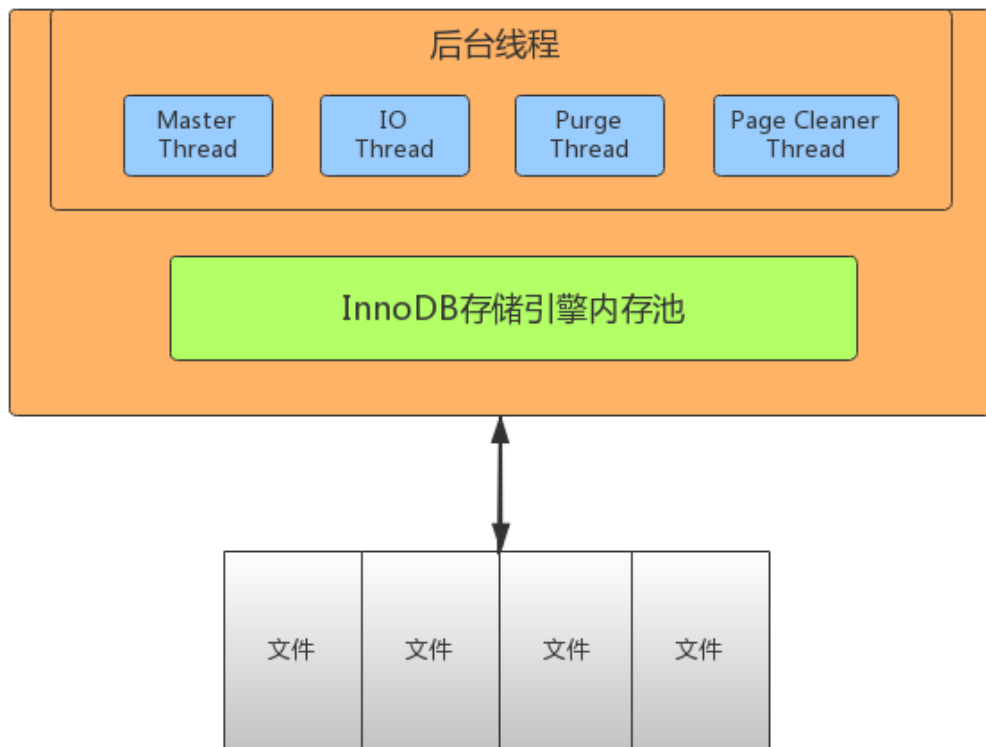 后台线程
Master
Thread
IO
Thread
Purge
Thread
Page Cleaner
Thread
InnoDB存储引擎内存池
文件
文件
文件
文件